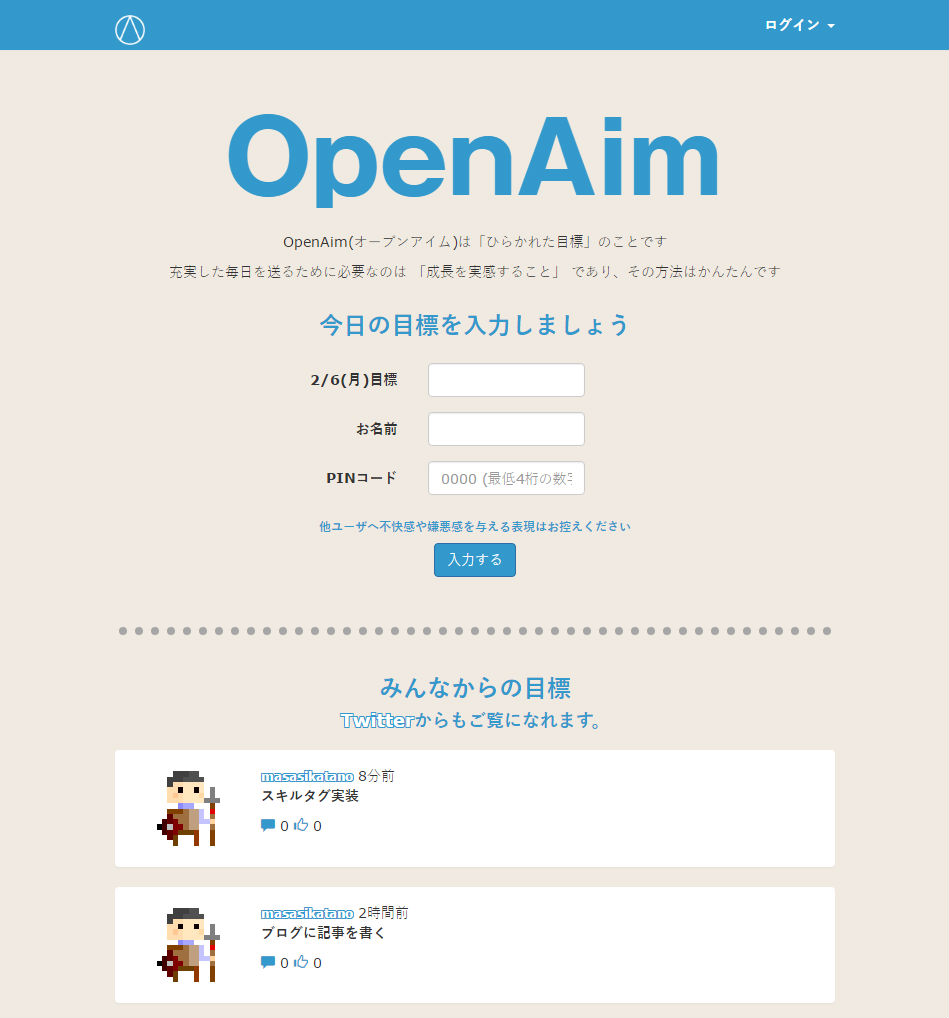 ログイン
OpenAim
OpenAim(オープンアイム)は「ひらかれた目標」のことです
充実した毎日を送るために必要なのは 「成長を実感すること」 であり、その方法はかんたんです
今日の目標を入力しましょう
2/6(月)目標
お名前
PINコード 0000 (最低4桁の数字
他ユーザへ不快感や嫌悪感を与える表現はお控えください
入力する
みんなからの目標
Twitterからもご覧になれます。
masasikatano 8分前
スキルタグ実装
0 0
masasikatano 2時間前
ブログに記事を書く
0 0